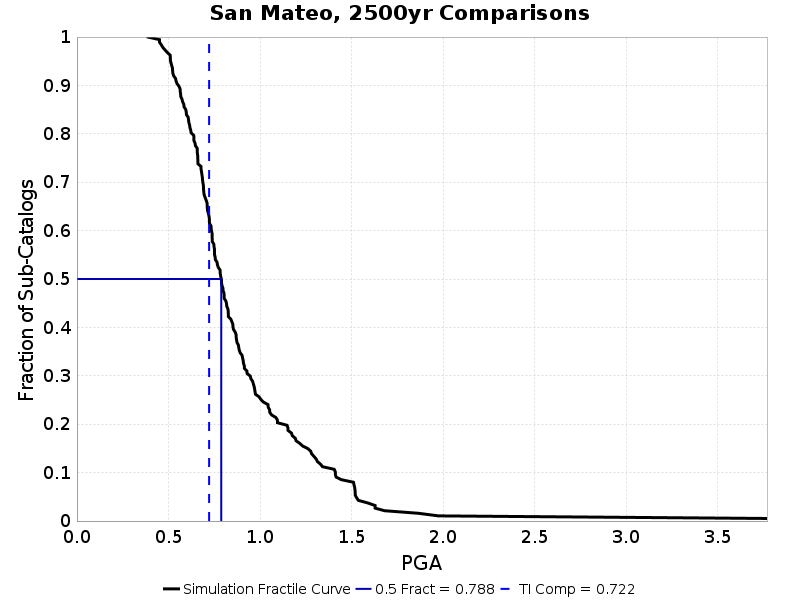 San Mateo, 2500yr Comparisons
Fraction of Sub-Catalogs
1
0.9
0.8
0.7
0.6
0.5
0.4
0.3
0.2
0.1
0
0.0 0.5 1.0 1.5 2.0 2.5 3.0 3.5
PGA
Simulation Fractile Curve 0.5 Fract = 0.788 TI Comp = 0.722